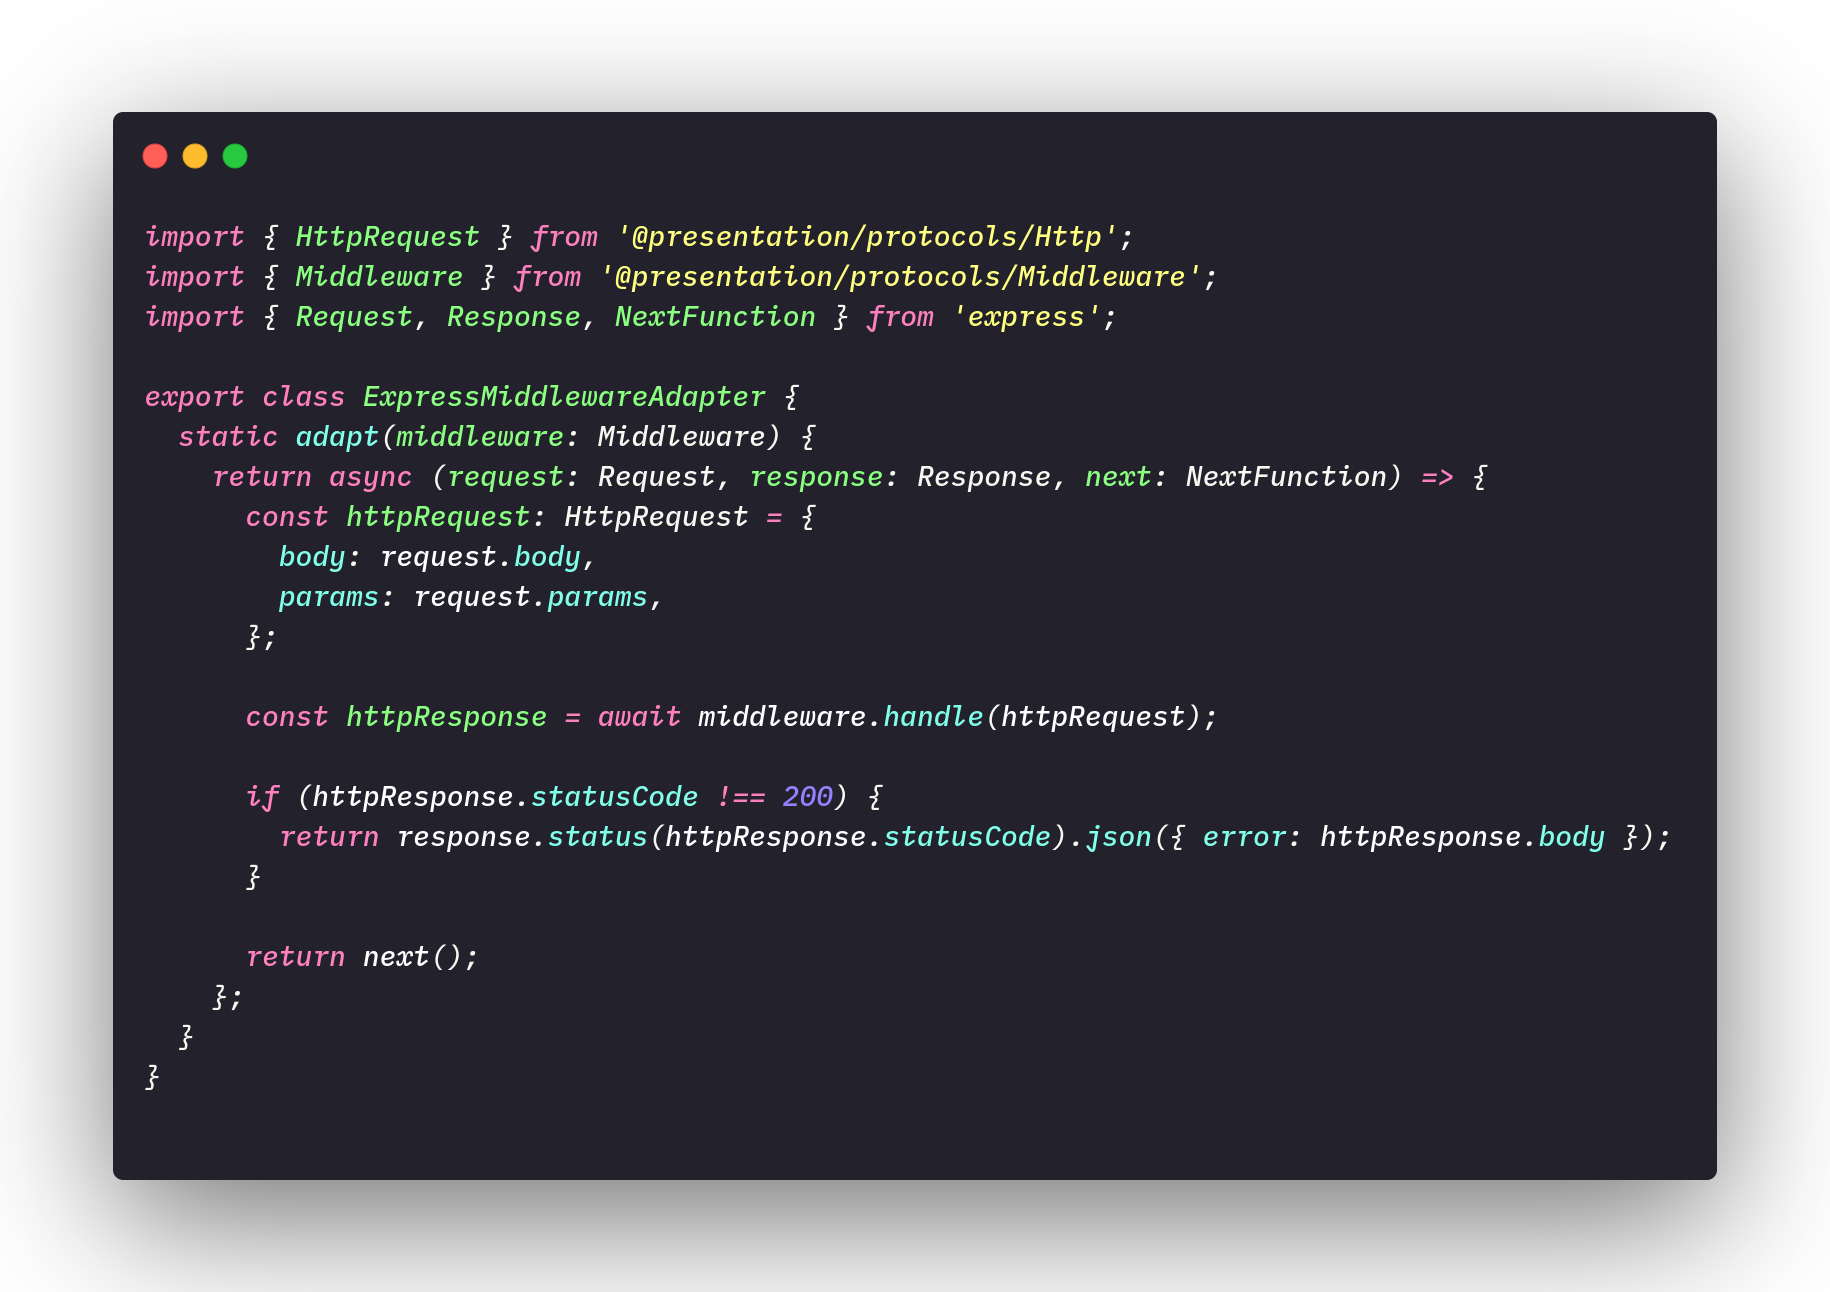 import { HttpRequest } from '@presentation/protocols/Http';
import { Middleware } from '@presentation/protocols/Middleware';
import { Request, Response, NextFunction } from 'express';

export class ExpressMiddlewareAdapter {
  static adapt(middleware: Middleware) {
    return async (request: Request, response: Response, next: NextFunction) => {
      const httpRequest: HttpRequest = {
        body: request.body,
        params: request.params,
      };

      const httpResponse = await middleware.handle(httpRequest);

      if (httpResponse.statusCode !== 200) {
        return response.status(httpResponse.statusCode).json({ error: httpResponse.body });
      }

      return next();
    };
  }
}